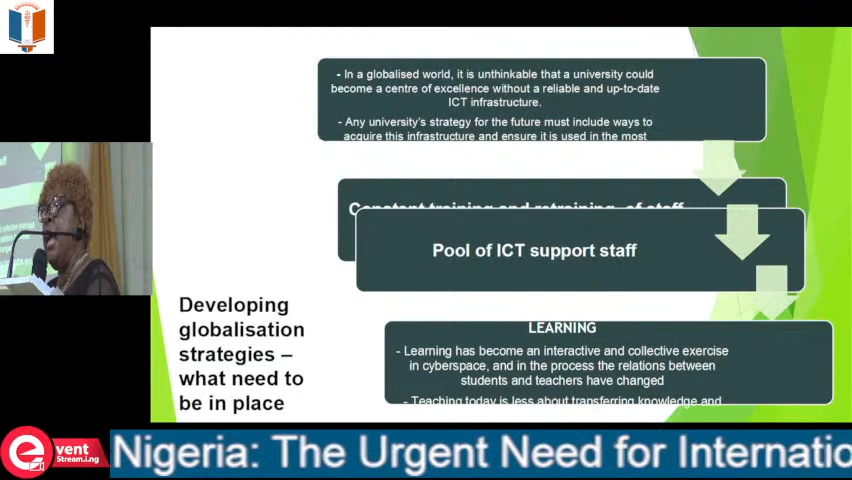 - In a globalised world, it is unthinkable that a university could
become a centre of excellence without a reliable and up-to-date
ICT infrastructure.
- Any university's strategy for the future must include ways to
acquire this infrastructure and ensure it is used in the most
Constant training and retraining of staff
Pool of ICT support staff
LEARNING
- Learning has become an interactive and collective exercise
in cyberspace, and in the process the relations between
students and teachers have changed
- Teaching today is less about transferring knowledge and
Developing
globalisation
strategies –
what need to
be in place
event
Stream.i.ng
Nigeria: The Urgent Need for Internatio